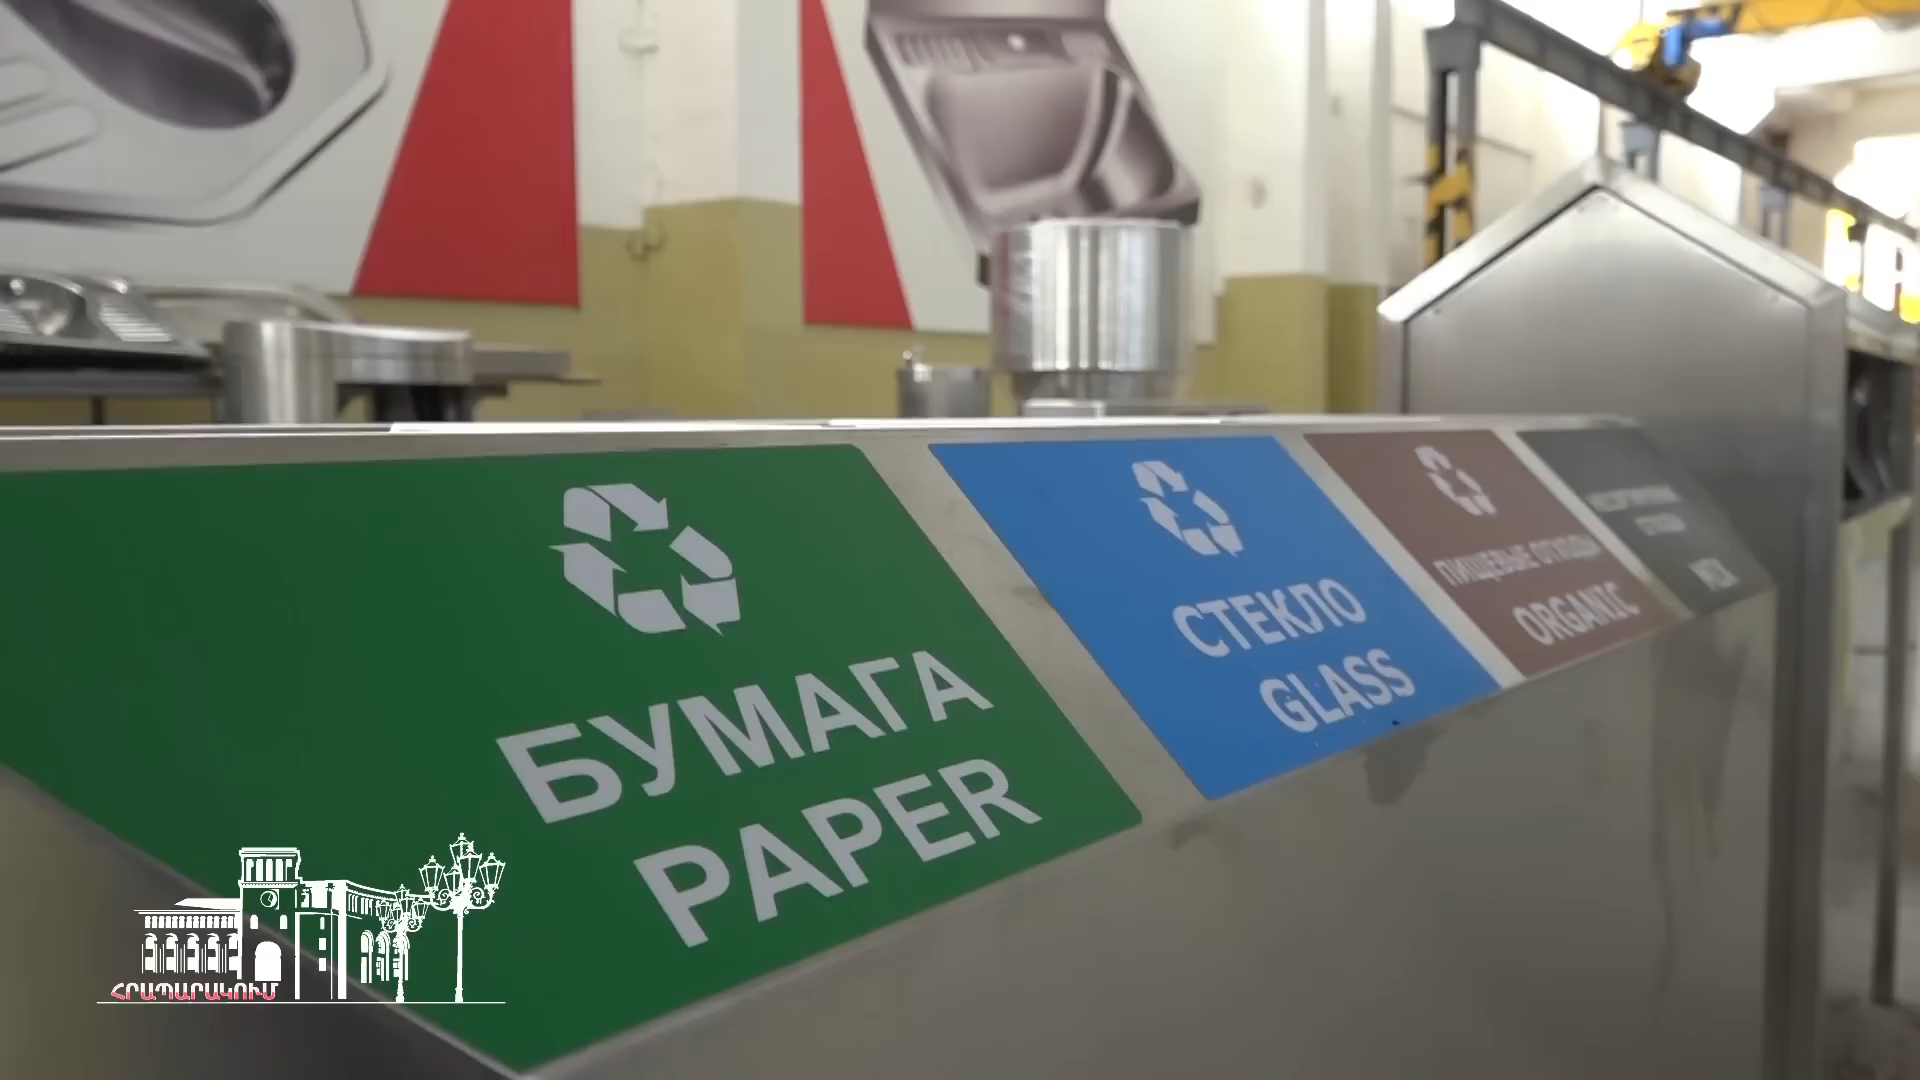 БУМАГА
PAPER
СТЕКЛО
GLASS
ПИЩЕВЫЕ ОТХОДЫ
ORGANIC
ՀՐԱՊԱՐԱԿՈՒՄ